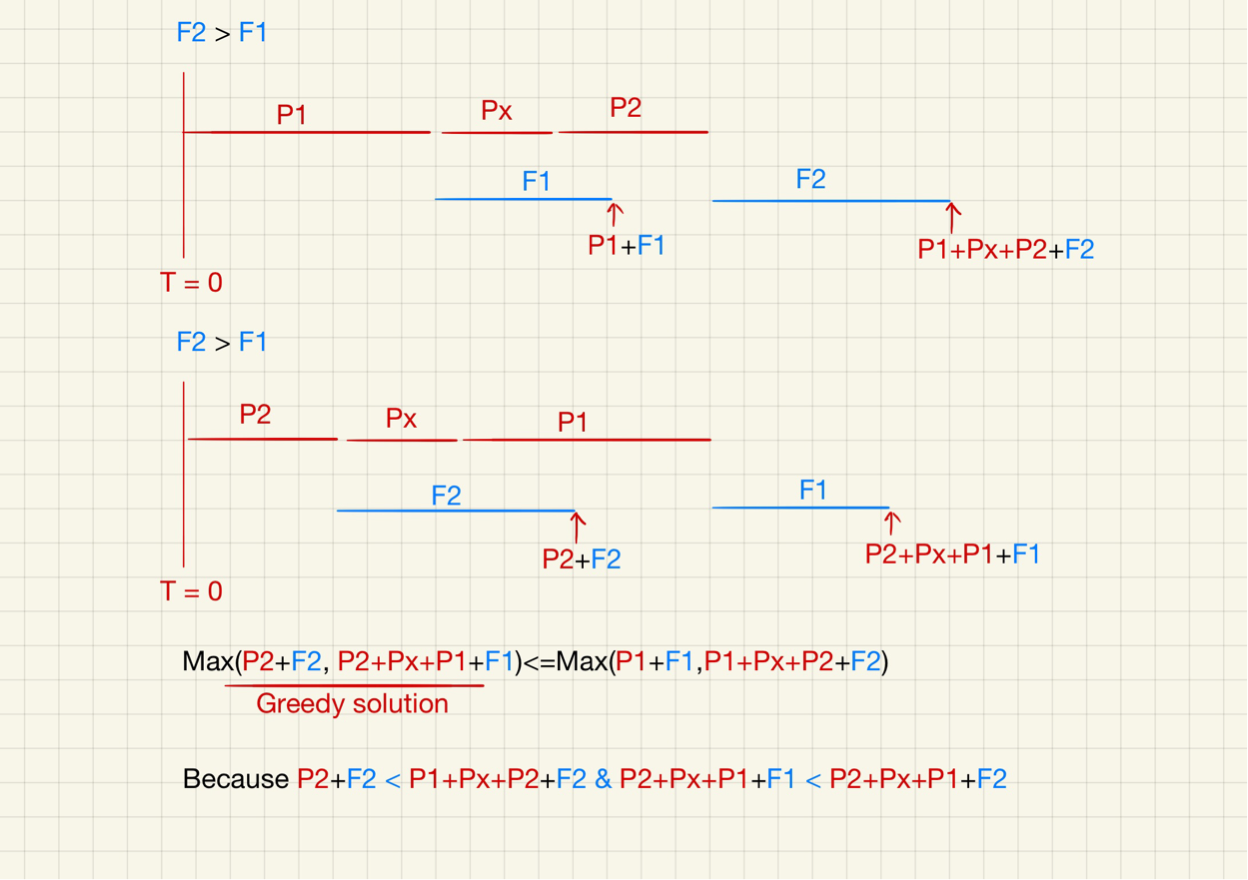 F2 > F1
P1 Px P2
F1 F2
P1+F1 P1+Px+P2+F2
T = 0
F2 > F1
P2 Px P1
F2 F1
P2+F2 P2+Px+P1+F1
T = 0
Max(P2+F2, P2+Px+P1+F1)<=Max(P1+F1,P1+Px+P2+F2)
Greedy solution
Because P2+F2 < P1+Px+P2+F2 & P2+Px+P1+F1 < P2+Px+P1+F2